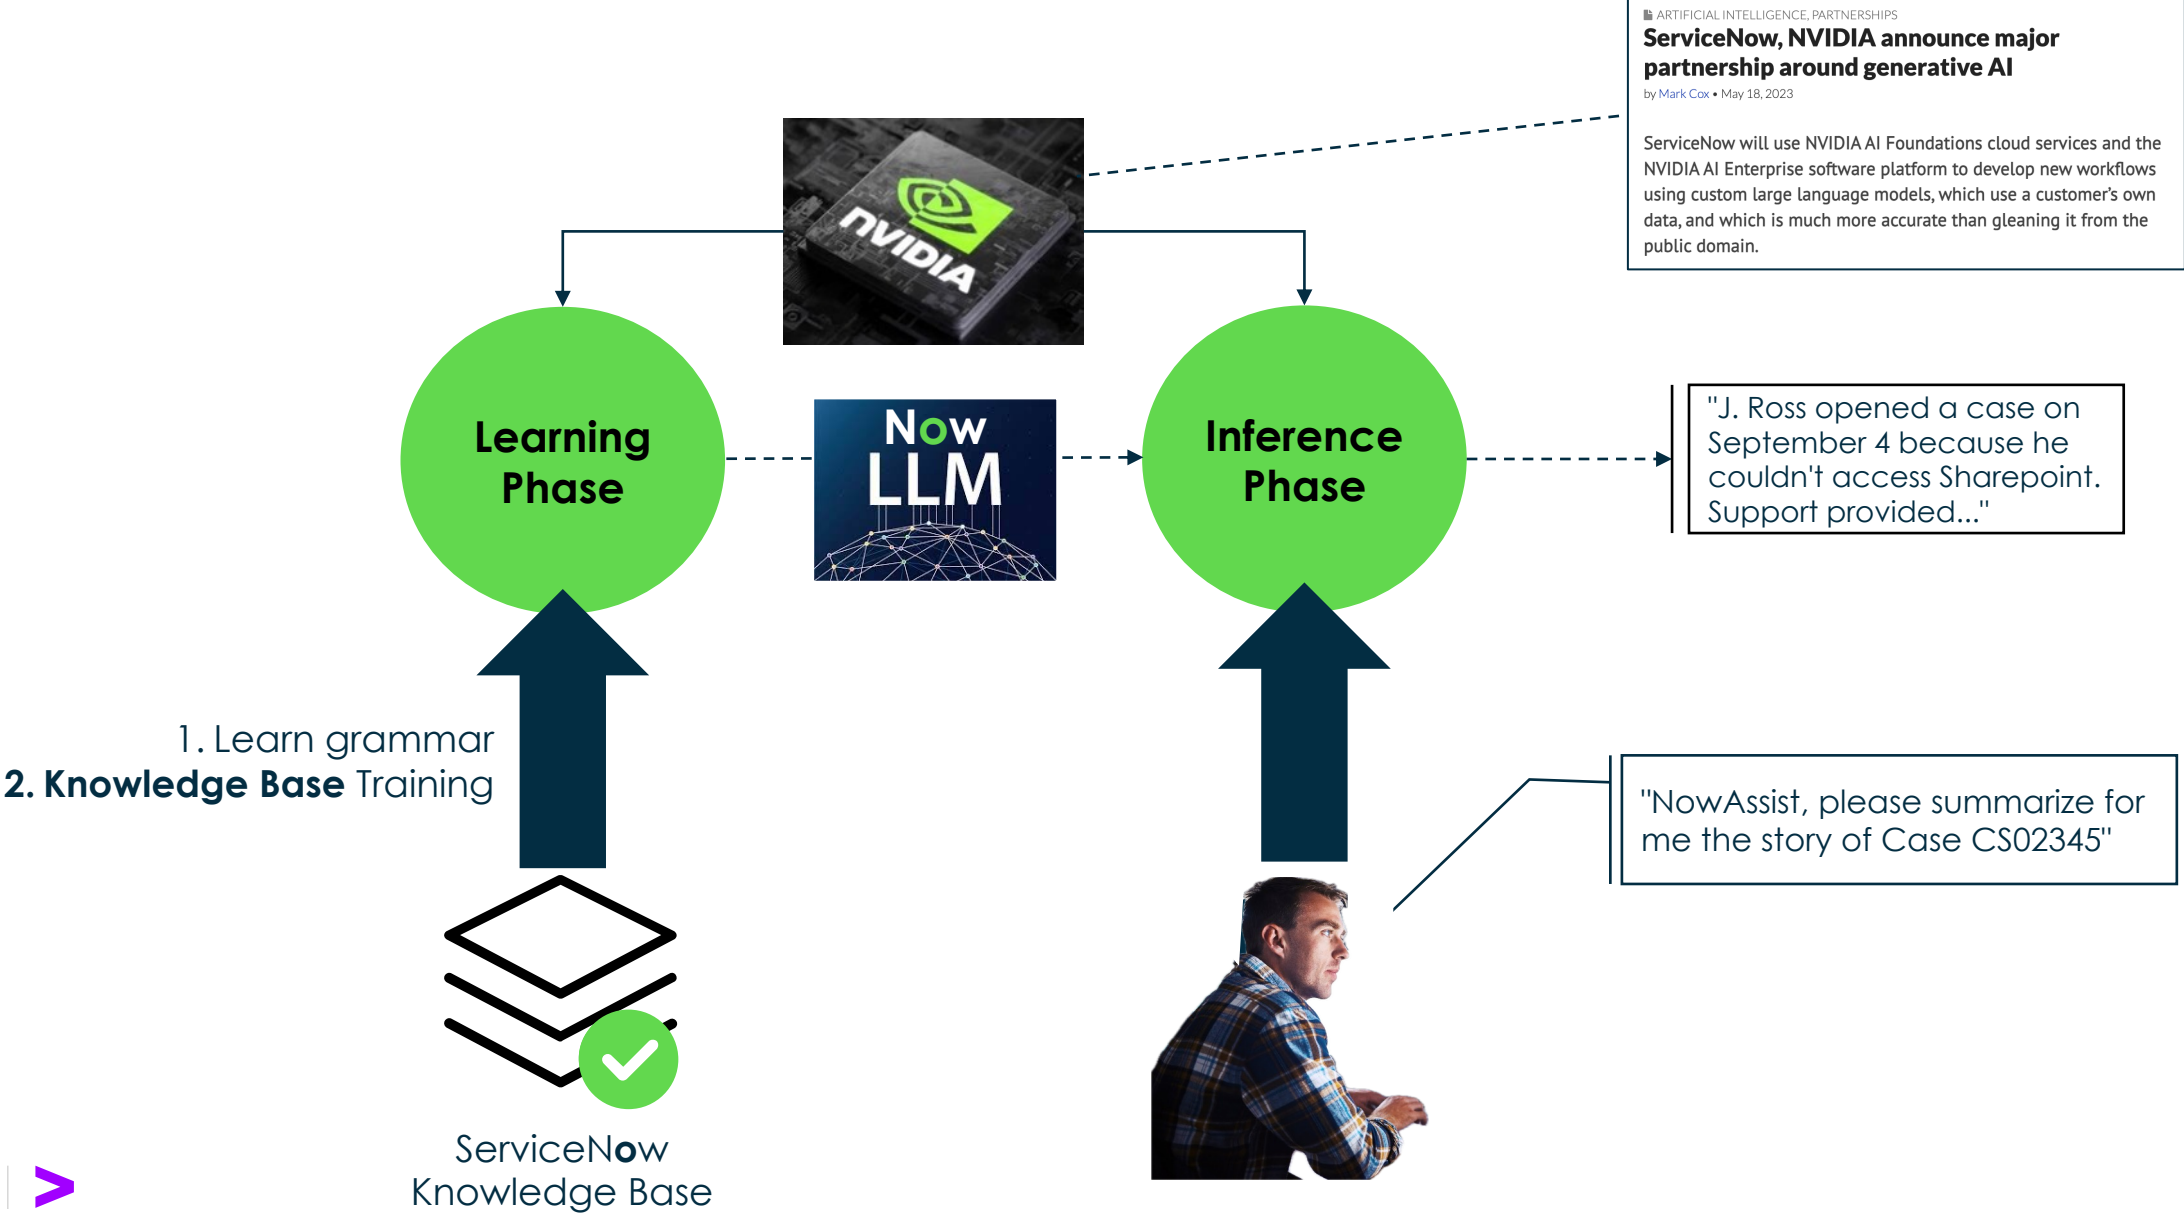 ARTIFICIAL INTELLIGENCE, PARTNERSHIPS
ServiceNow, NVIDIA announce major
partnership around generative AI
by Mark Cox • May 18, 2023
ServiceNow will use NVIDIA AI Foundations cloud services and the
NVIDIA AI Enterprise software platform to develop new workflows
using custom large language models, which use a customer's own
data, and which is much more accurate than gleaning it from the
public domain.
NVIDIA
Learning
Phase
Now
LLM
Inference
Phase
"J. Ross opened a case on
September 4 because he
couldn't access Sharepoint.
Support provided..."
1. Learn grammar
2. Knowledge Base Training
"NowAssist, please summarize for
me the story of Case CS02345"
ServiceNow
Knowledge Base
>